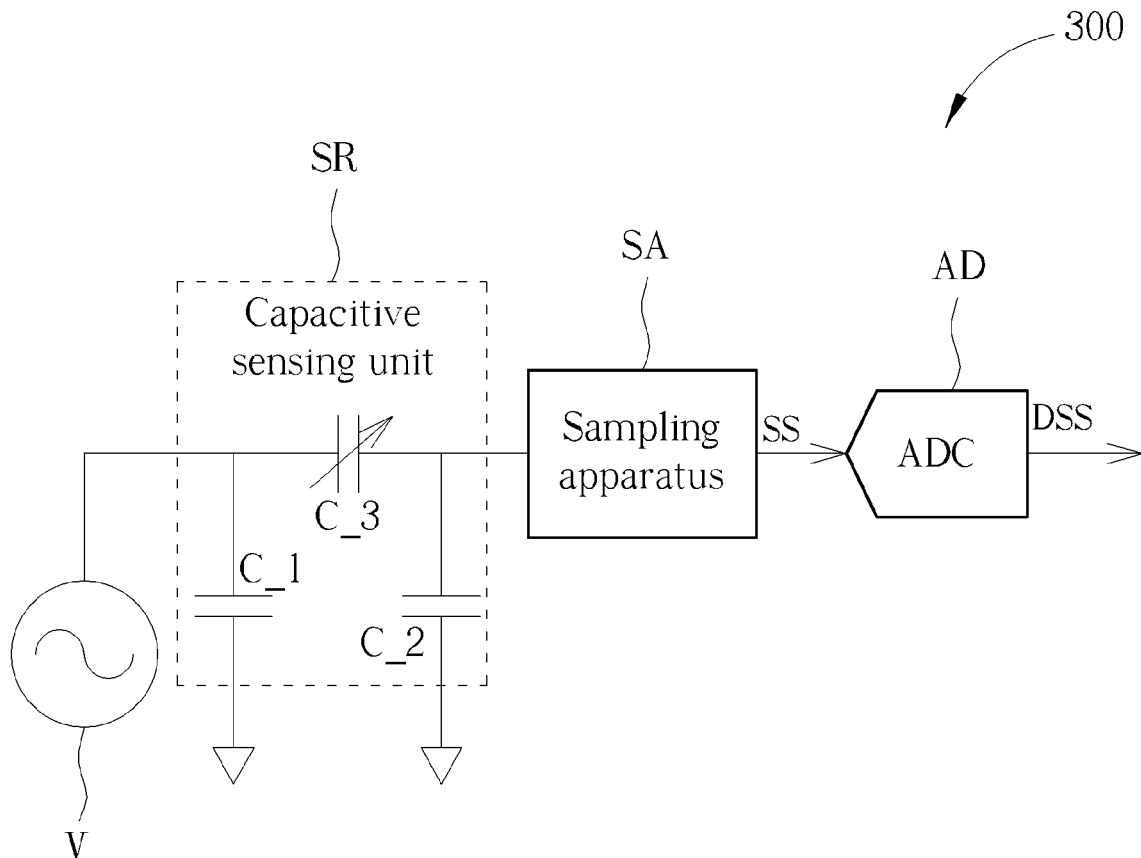 300
SR
SA
AD
Capacitive
sensing unit
Sampling
apparatus
SS
ADC
DSS
C_3
C_1
C_2
V